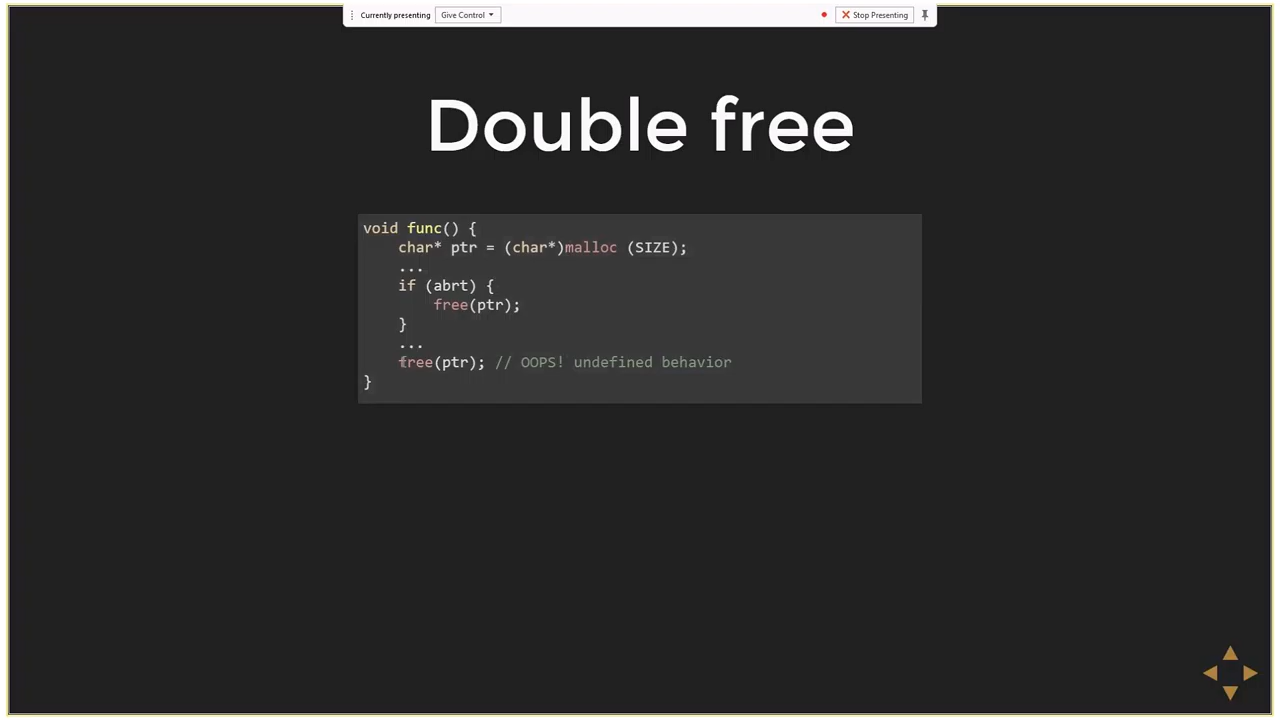 Currently presenting Give Control Stop Presenting
Double free
void func() {
    char* ptr = (char*)malloc (SIZE);
    ...
    if (abrt) {
        free(ptr);
    }
    ...
    free(ptr); // OOPS! undefined behavior
}